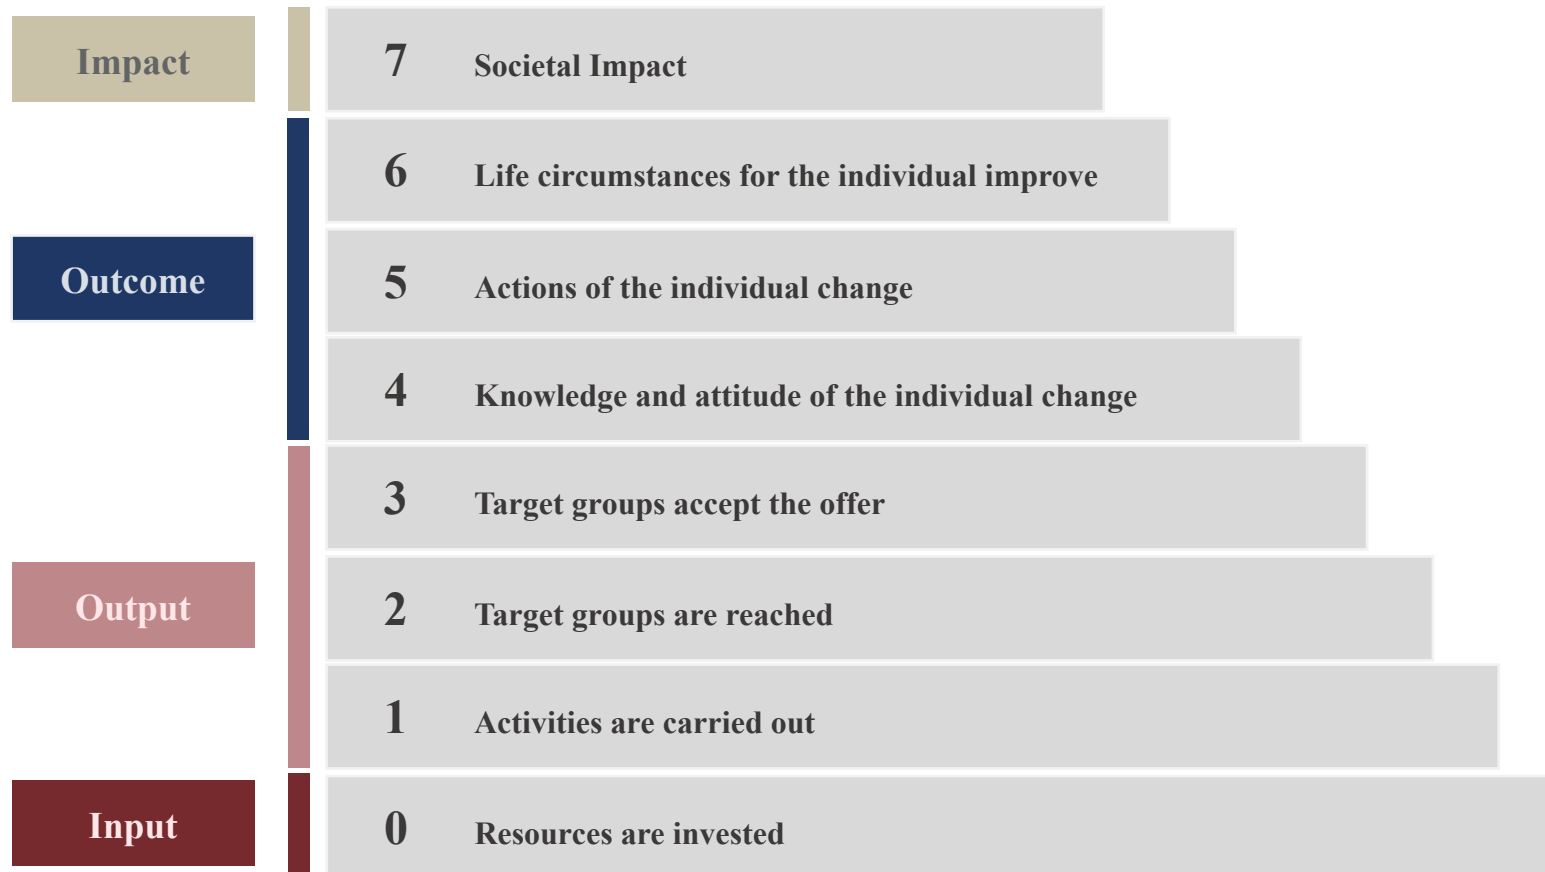 Impact
7 Societal Impact
6 Life circumstances for the individual improve
Outcome
5 Actions of the individual change
4 Knowledge and attitude of the individual change
3 Target groups accept the offer
Output
2 Target groups are reached
1 Activities are carried out
Input
0 Resources are invested